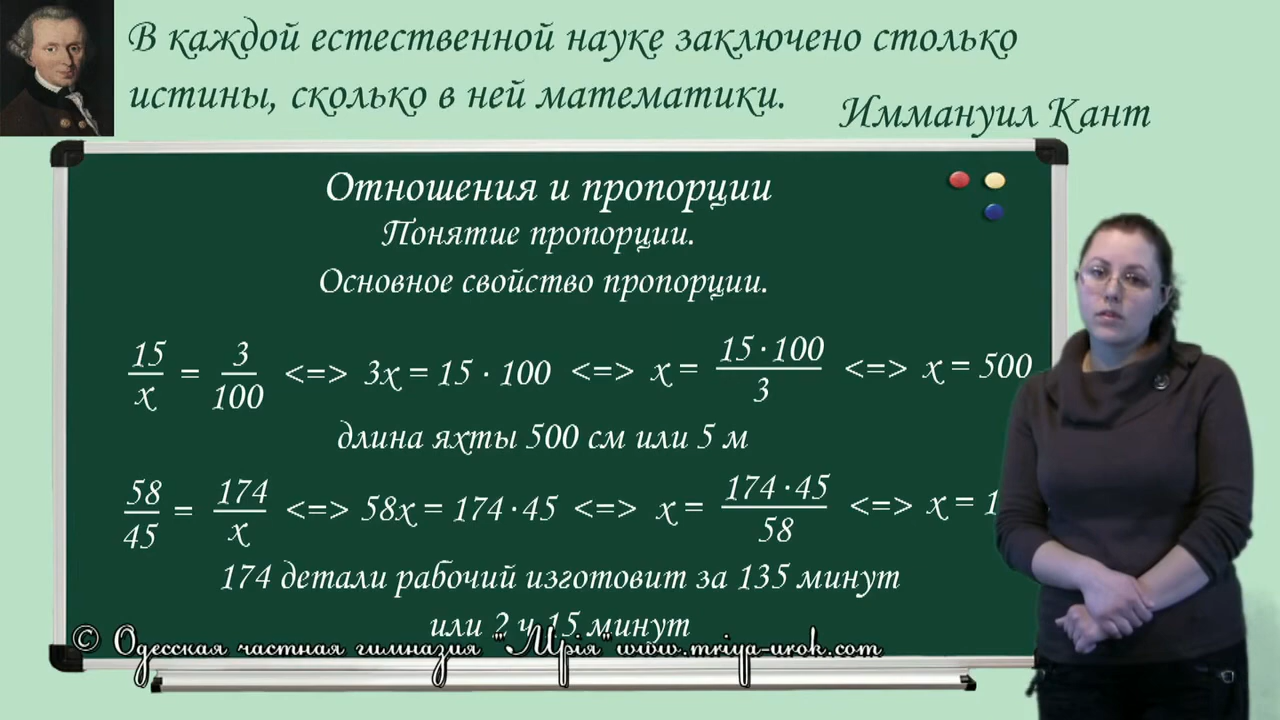 В каждой естественной науке заключено столько
истины, сколько в ней математики.
Иммануил Кант
Отношения и пропорции
Понятие пропорции.
Основное свойство пропорции.
15/x = 3/100 <=> 3x = 15 · 100 <=> x = 15·100/3 <=> x = 500
длина яхты 500 см или 5 м
58/45 = 174/x <=> 58x = 174·45 <=> x = 174·45/58 <=> x = 1
174 детали рабочий изготовит за 135 минут
или 2 ч 15 минут
© Одесская частная гимназия "Мрія" www.mriya-urok.com